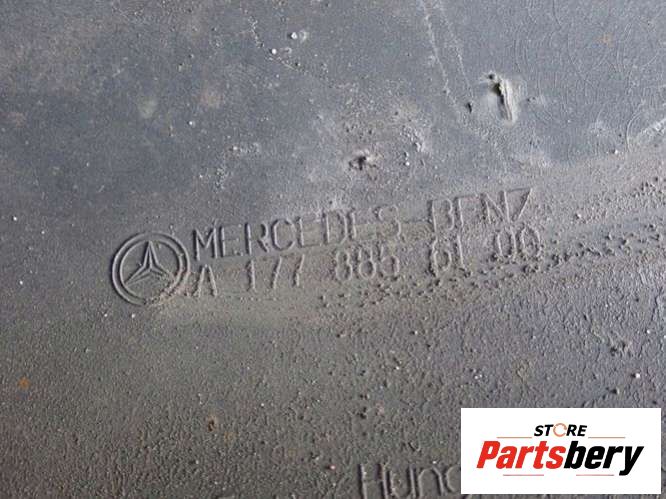 MERCEDES-BENZ
A 177 885 61 00
STORE
Partsbery